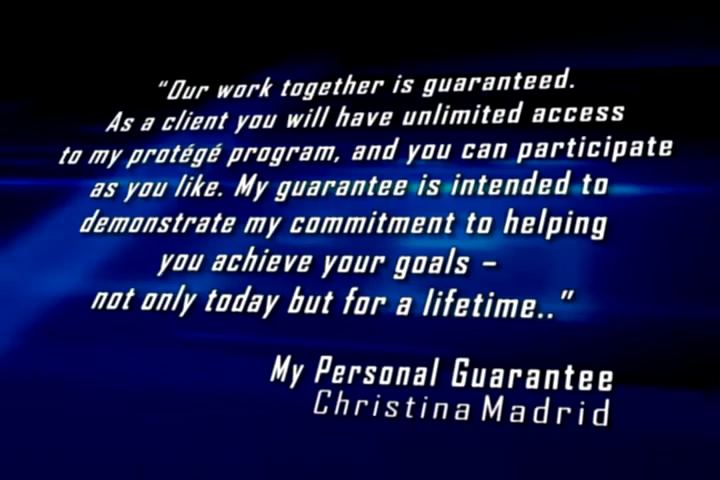 “Our work together is guaranteed.
As a client you will have unlimited access
to my protégé program, and you can participate
as you like. My guarantee is intended to
demonstrate my commitment to helping
you achieve your goals –
not only today but for a lifetime..”
My Personal Guarantee
Christina Madrid